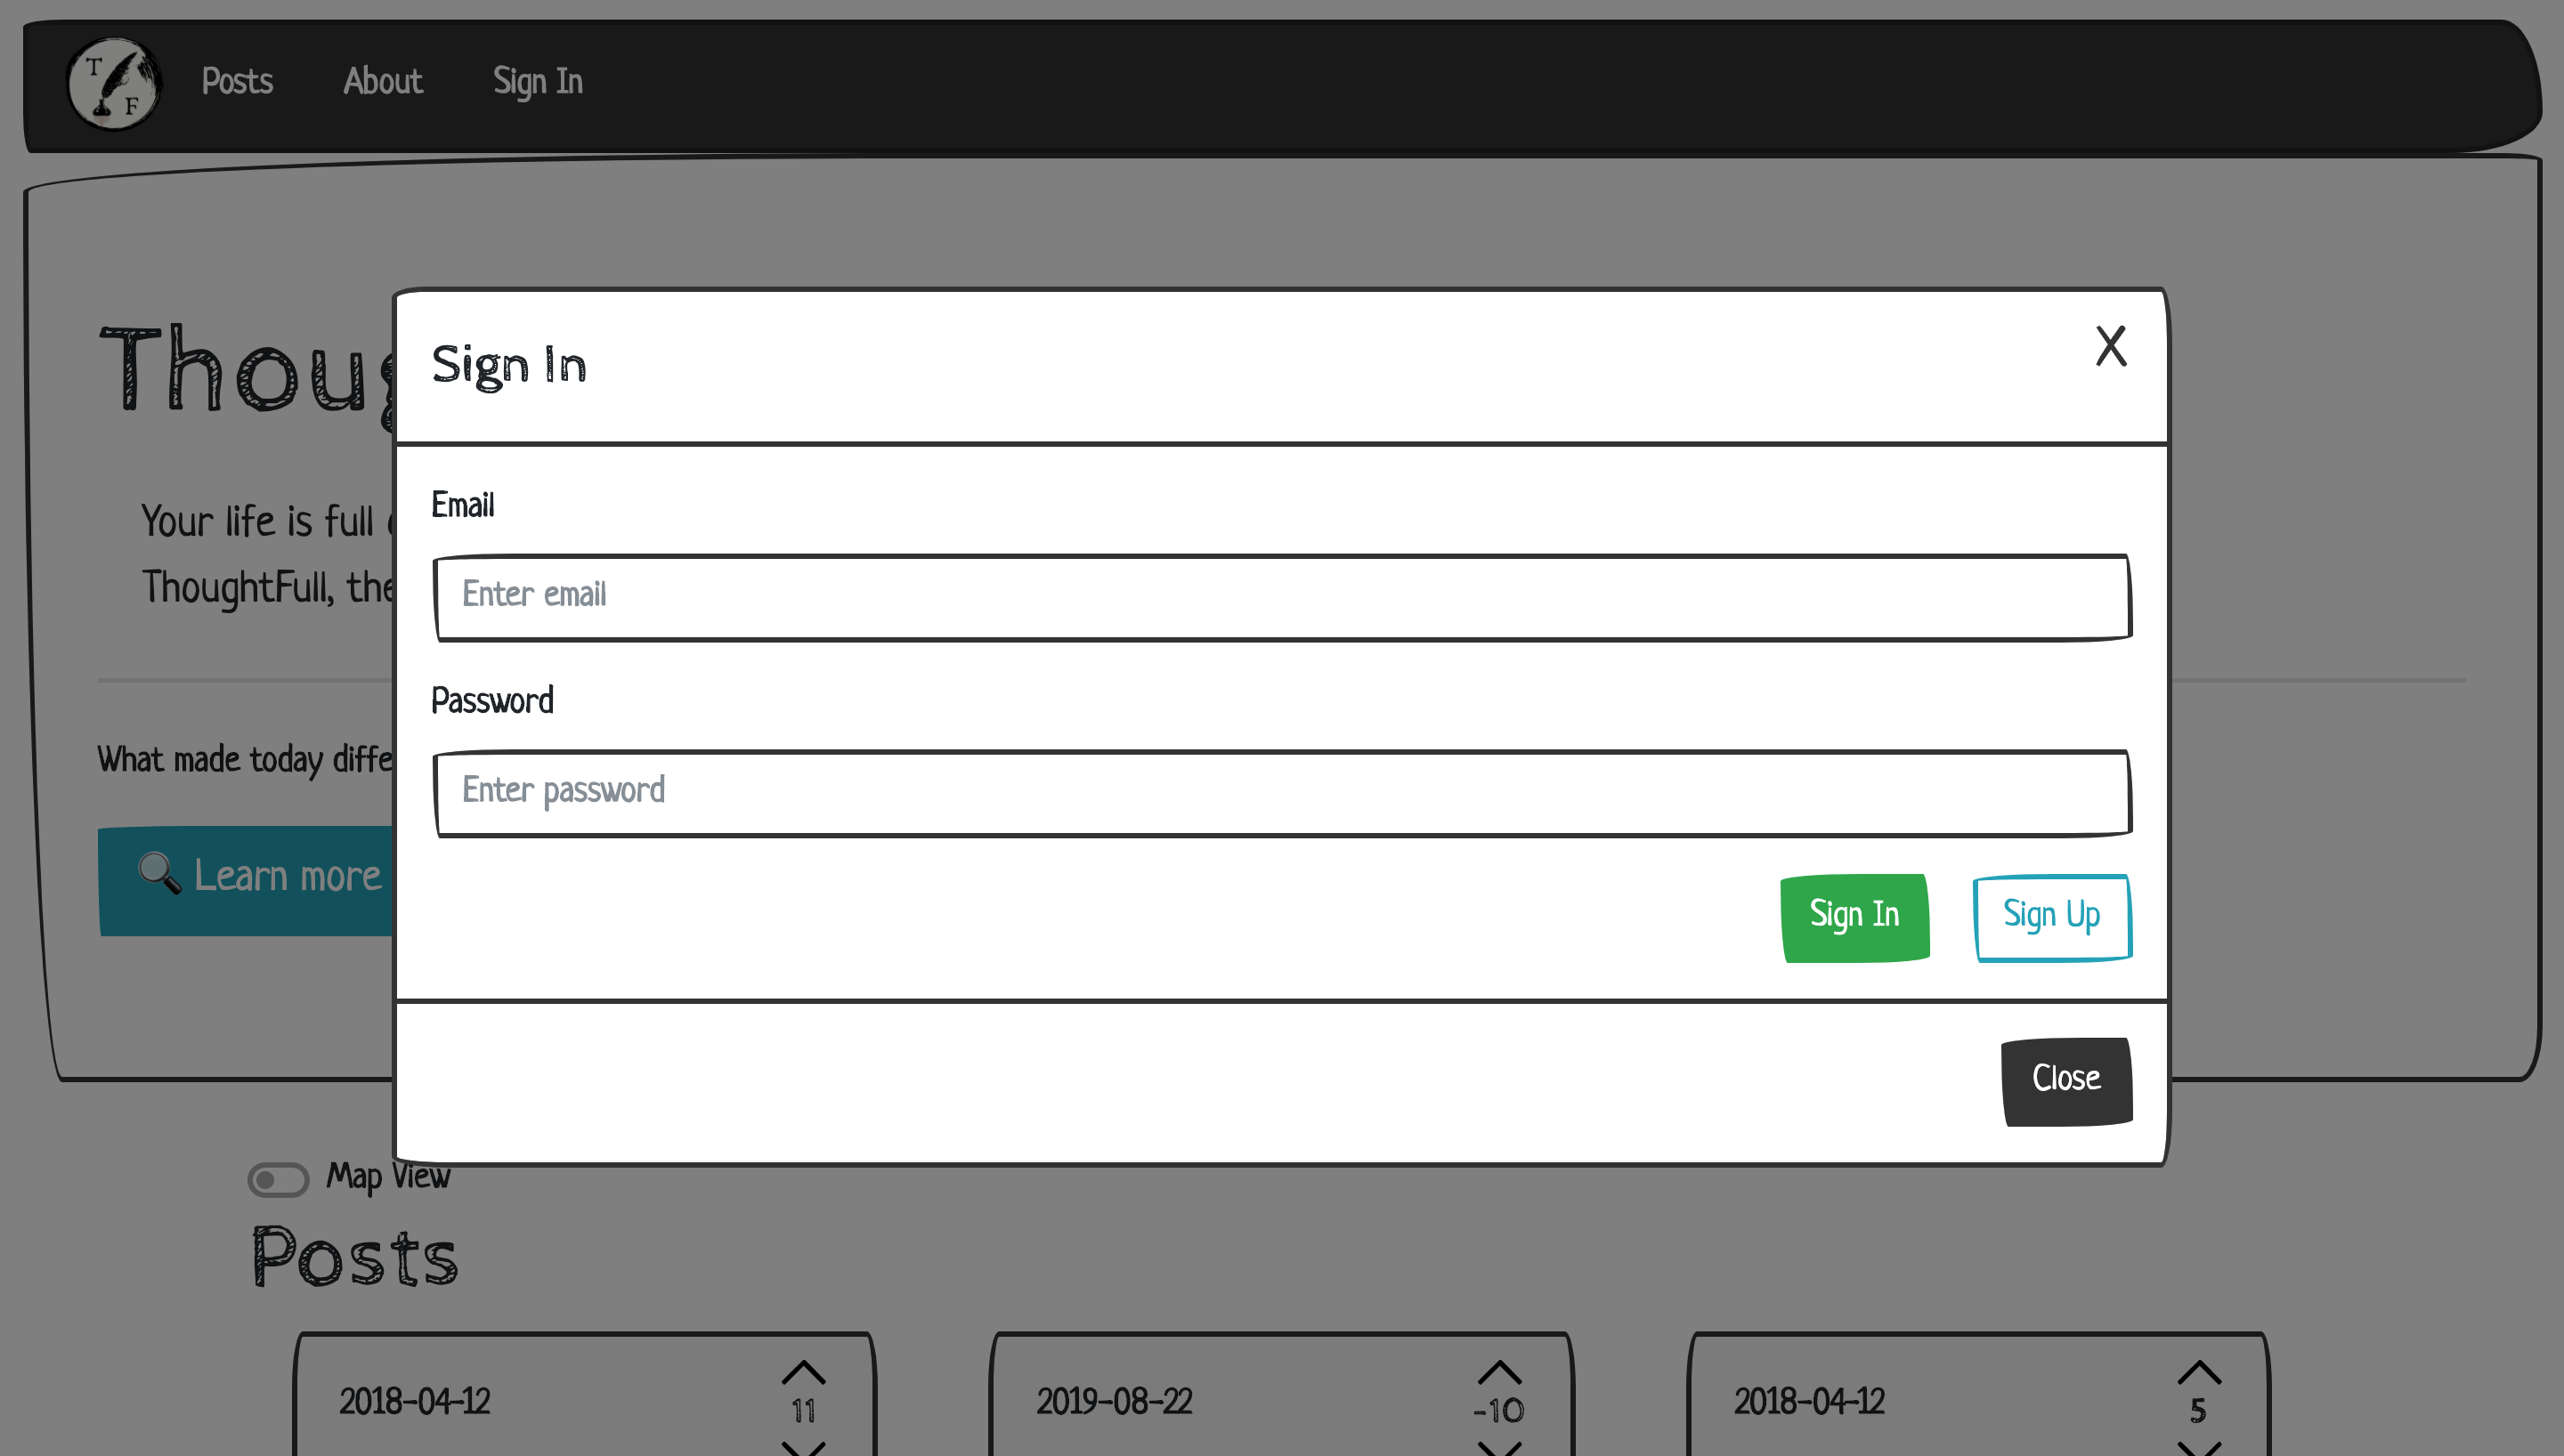 T
F
Posts About Sign In
Sign In X
Email
Enter email
Password
Enter password
Sign In Sign Up
Close
Your life is full
ThoughtFull, the
What made today
🔍 Learn more
Map View
Posts
2018-04-12 11
2019-08-22 -10
2018-04-12 5